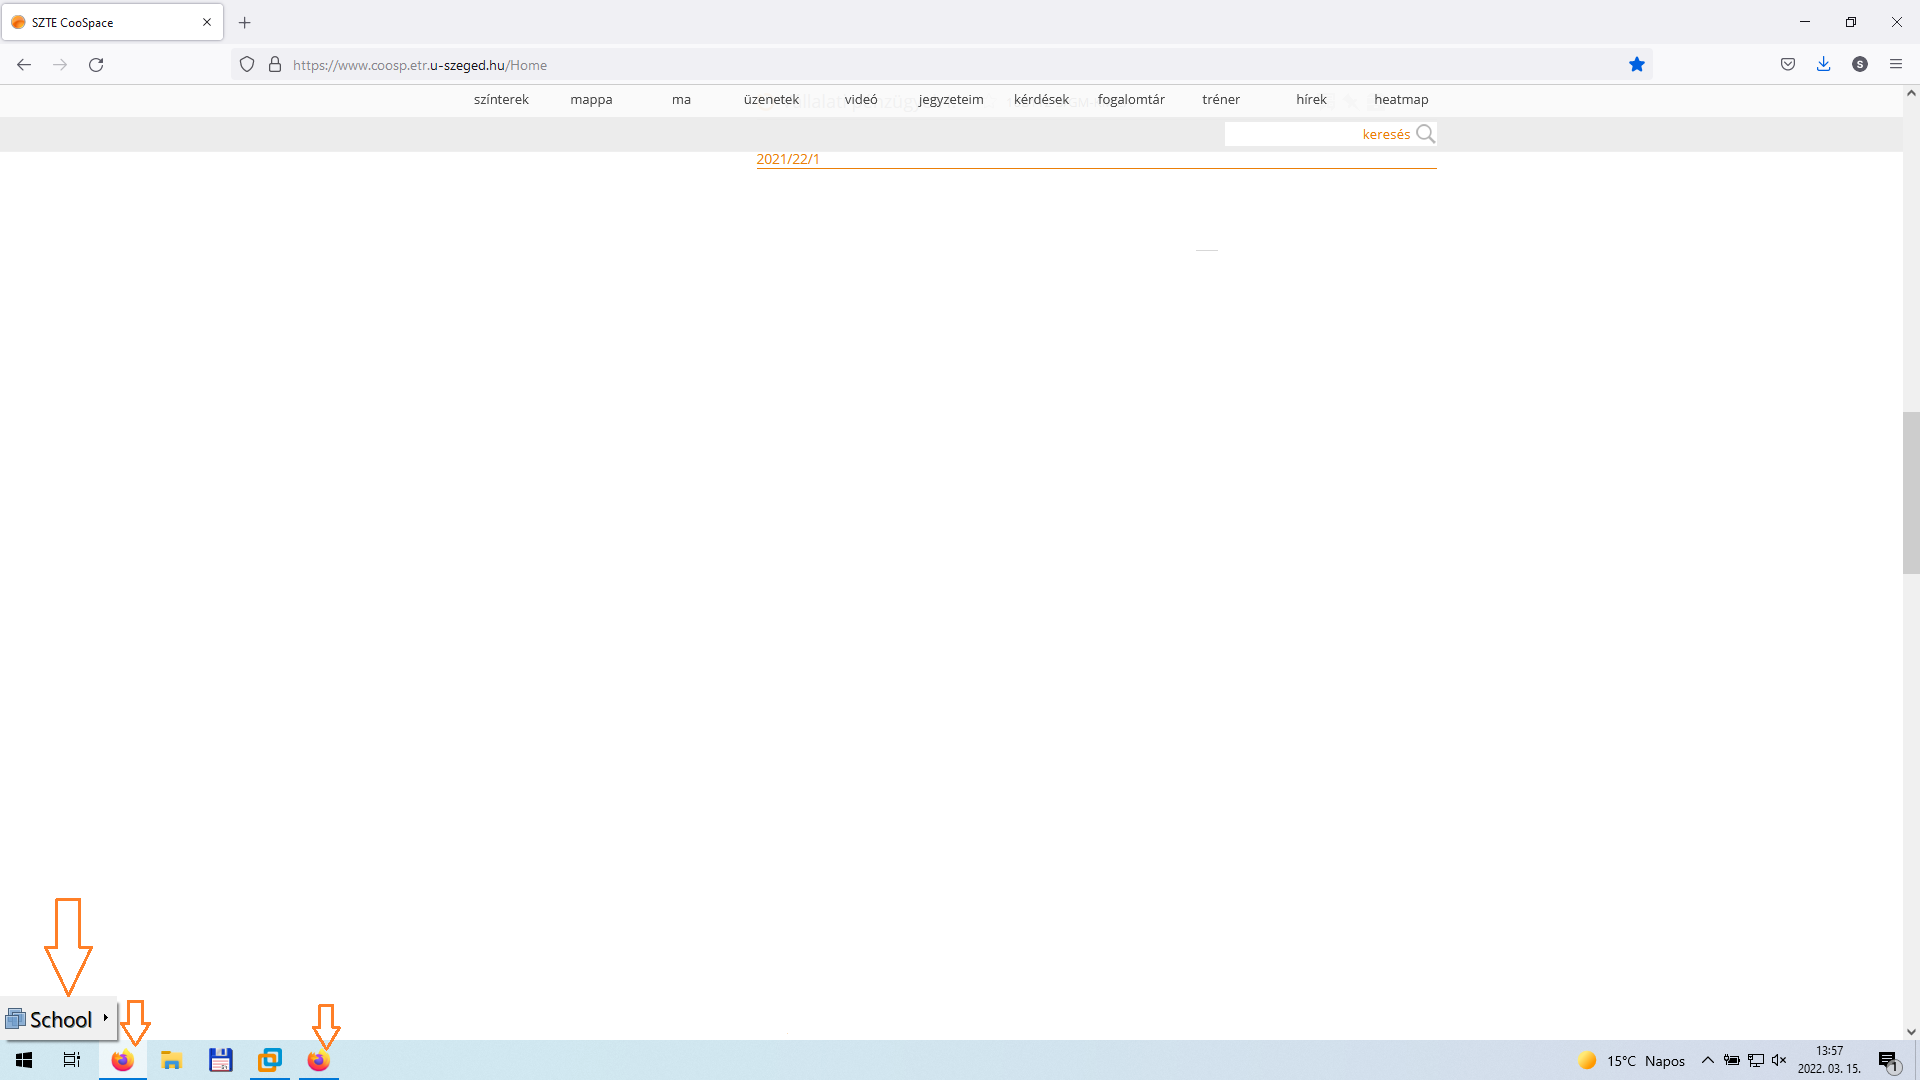 SZTE CooSpace
https://www.coosp.etr.u-szeged.hu/Home
S
színterek mappa ma üzenetek videó jegyzeteim kérdések fogalomtár tréner hírek heatmap
keresés
2021/22/1
School
15°C Napos
13:57
2022. 03. 15.
1